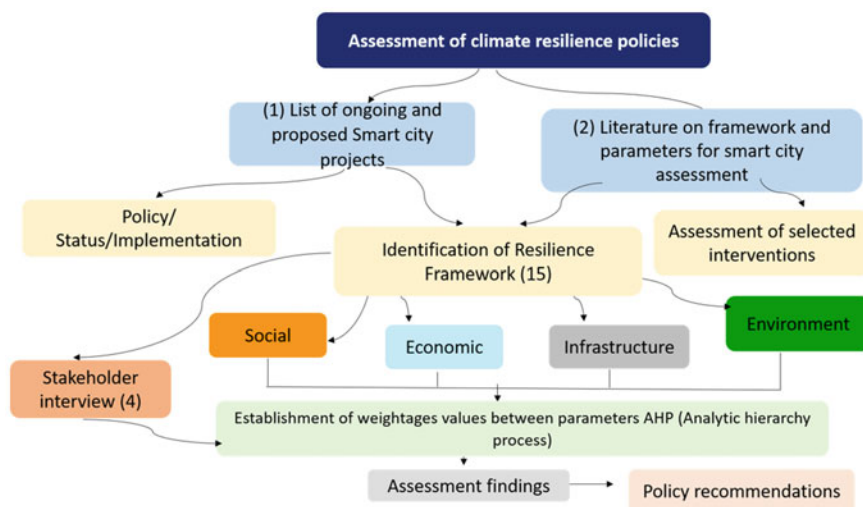 Assessment of climate resilience policies
(1) List of ongoing and
proposed Smart city
projects
(2) Literature on framework and
parameters for smart city
assessment
Policy/
Status/Implementation
Identification of Resilience
Framework (15)
Assessment of selected
interventions
Social
Economic
Infrastructure
Environment
Stakeholder
interview (4)
Establishment of weightages values between parameters AHP (Analytic hierarchy
process)
Assessment findings
Policy recommendations